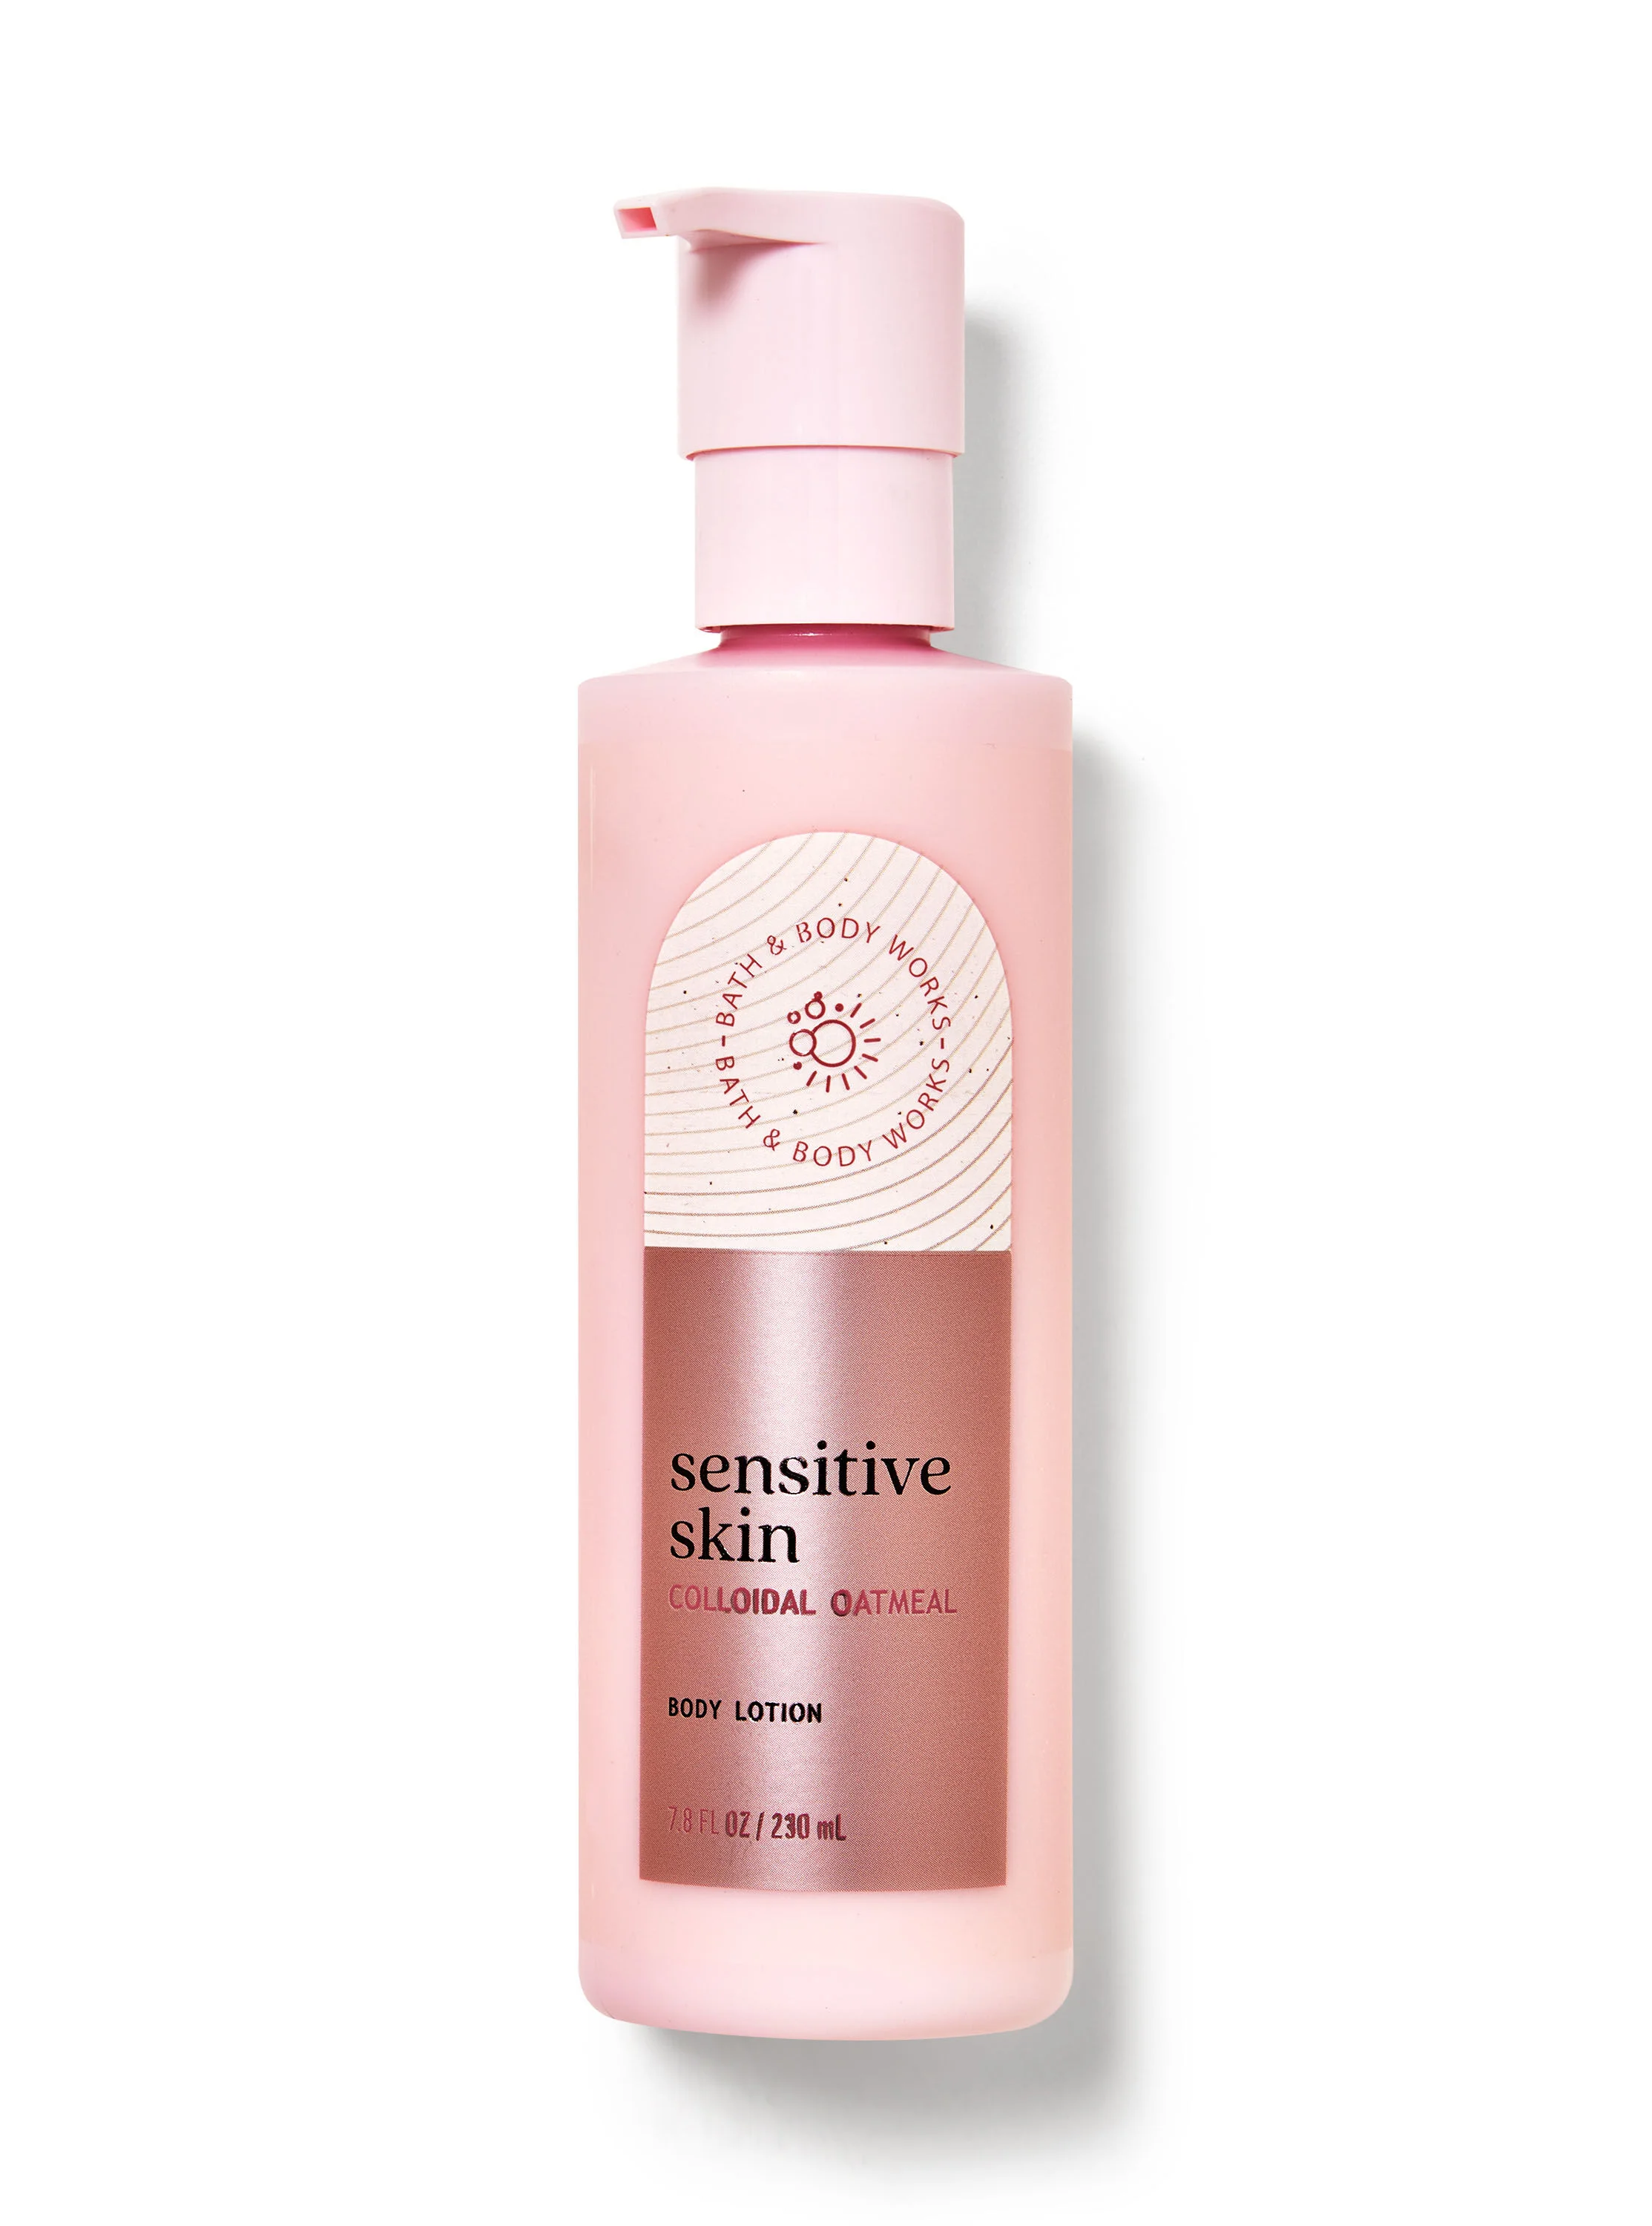 BATH & BODY WORKS - BATH & BODY WORKS -
sensitive
skin
COLLOIDAL OATMEAL
BODY LOTION
7.8 FL OZ / 230 mL